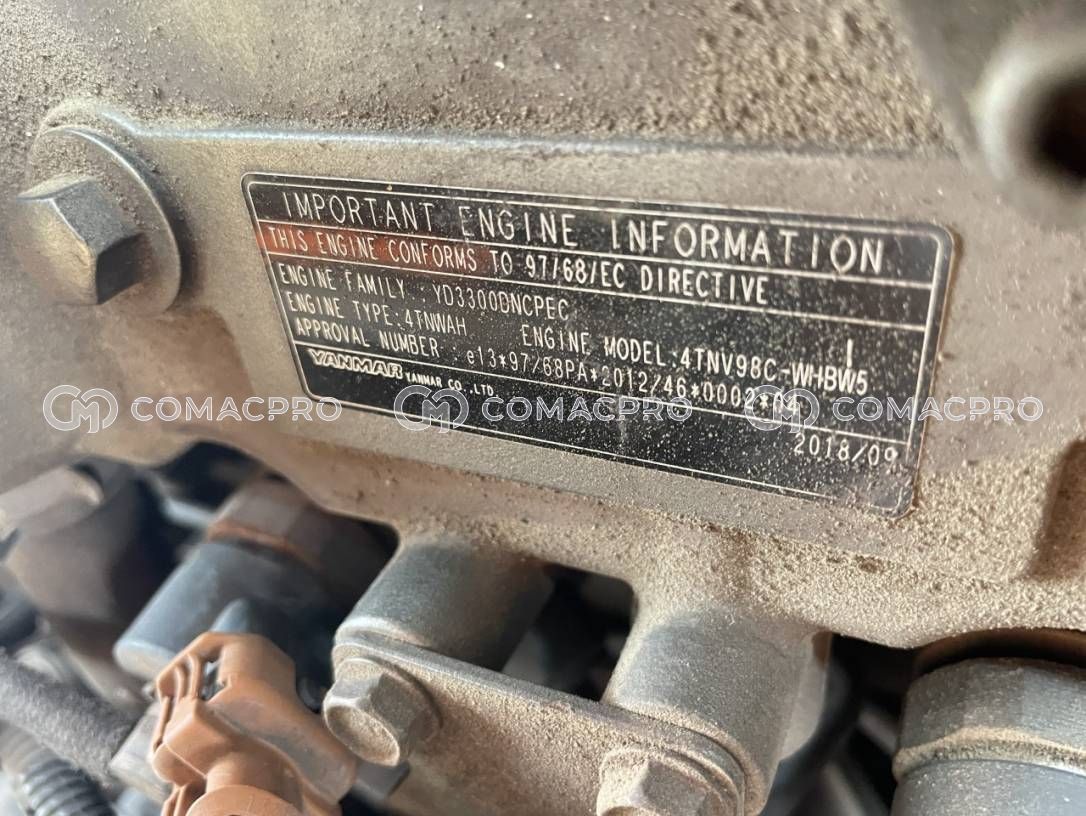 IMPORTANT ENGINE INFORMATION
THIS ENGINE CONFORMS TO 97/68/EC DIRECTIVE
ENGINE FAMILY : YD3300DNCPEC
ENGINE TYPE:4TNWAH ENGINE MODEL:4TNV98C-WHBW5
APPROVAL NUMBER : e13*97/68PA*2012/46*0002*04
YANMAR YANMAR CO.,LTD.
2018/09
COMACPRO COMACPRO COMACPRO